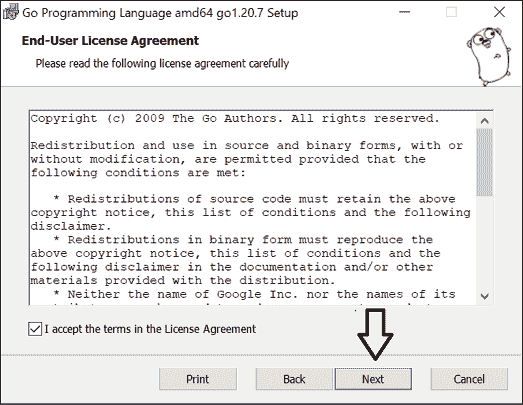 Go Programming Language amd64 go1.20.7 Setup
End-User License Agreement
Please read the following license agreement carefully
Copyright (c) 2009 The Go Authors. All rights reserved.
Redistribution and use in source and binary forms, with or
without modification, are permitted provided that the
following conditions are met:
* Redistributions of source code must retain the above
copyright notice, this list of conditions and the following
disclaimer.
* Redistributions in binary form must reproduce the
above copyright notice, this list of conditions and the
following disclaimer in the documentation and/or other
materials provided with the distribution.
* Neither the name of Google Inc. nor the names of its
I accept the terms in the License Agreement
Print
Back
Next
Cancel